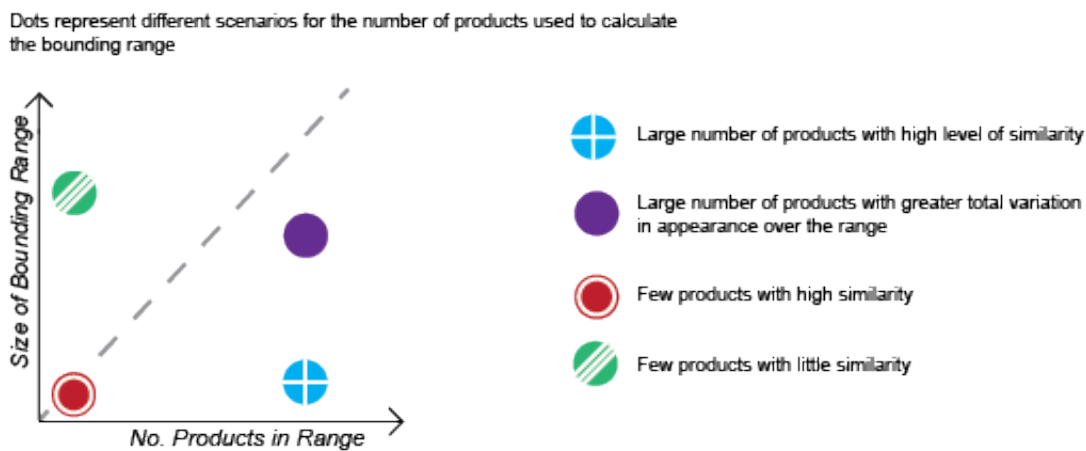 Dots represent different scenarios for the number of products used to calculate
the bounding range
Size of Bounding Range
No. Products in Range
Large number of products with high level of similarity
Large number of products with greater total variation
in appearance over the range
Few products with high similarity
Few products with little similarity